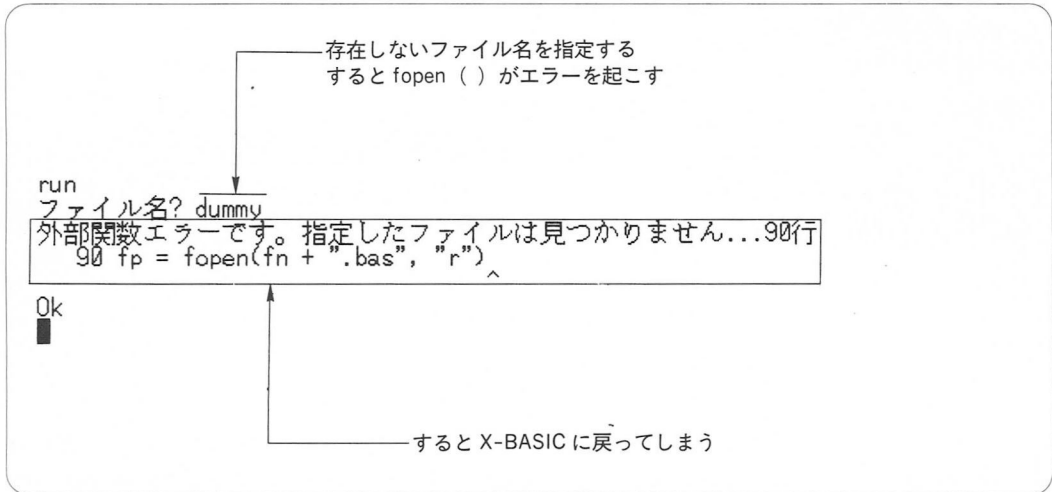 存在しないファイル名を指定する
すると fopen ( ) がエラーを起こす
run
ファイル名? dummy
外部関数エラーです。指定したファイルは見つかりません...90行
90 fp = fopen(fn + ".bas", "r")
^
Ok
すると X-BASIC に戻ってしまう